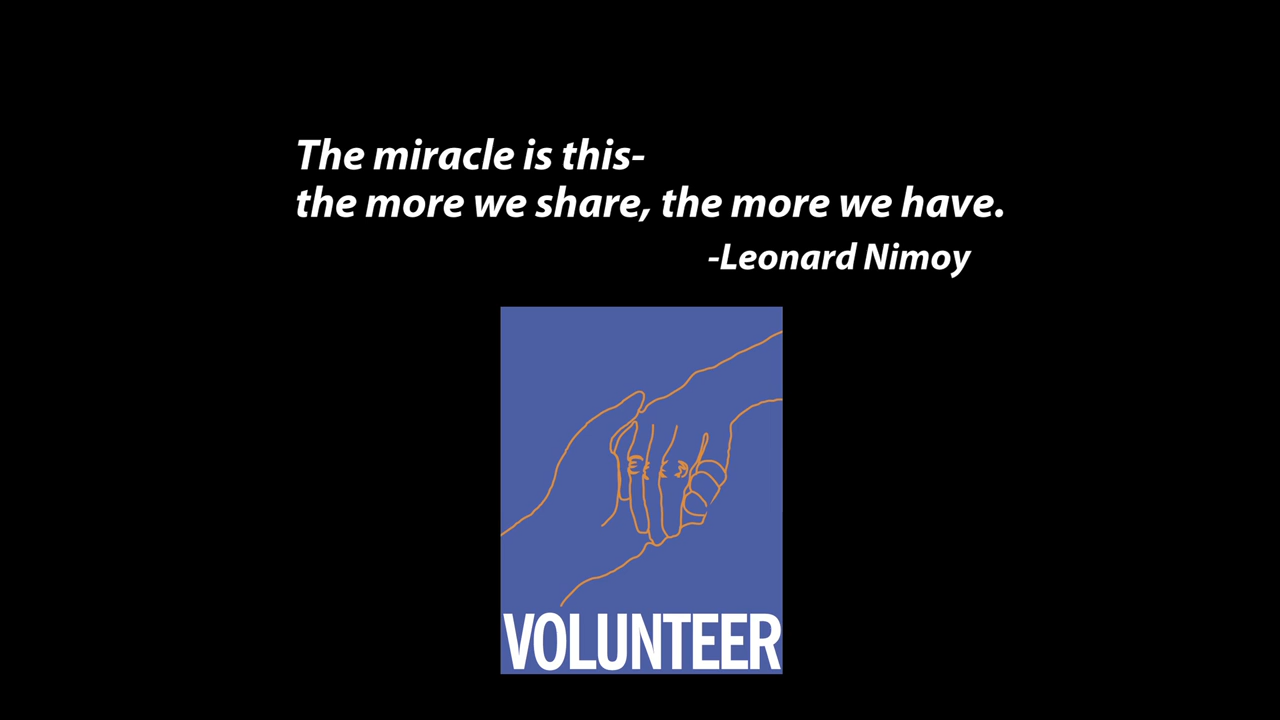 The miracle is this-
the more we share, the more we have.
-Leonard Nimoy
VOLUNTEER